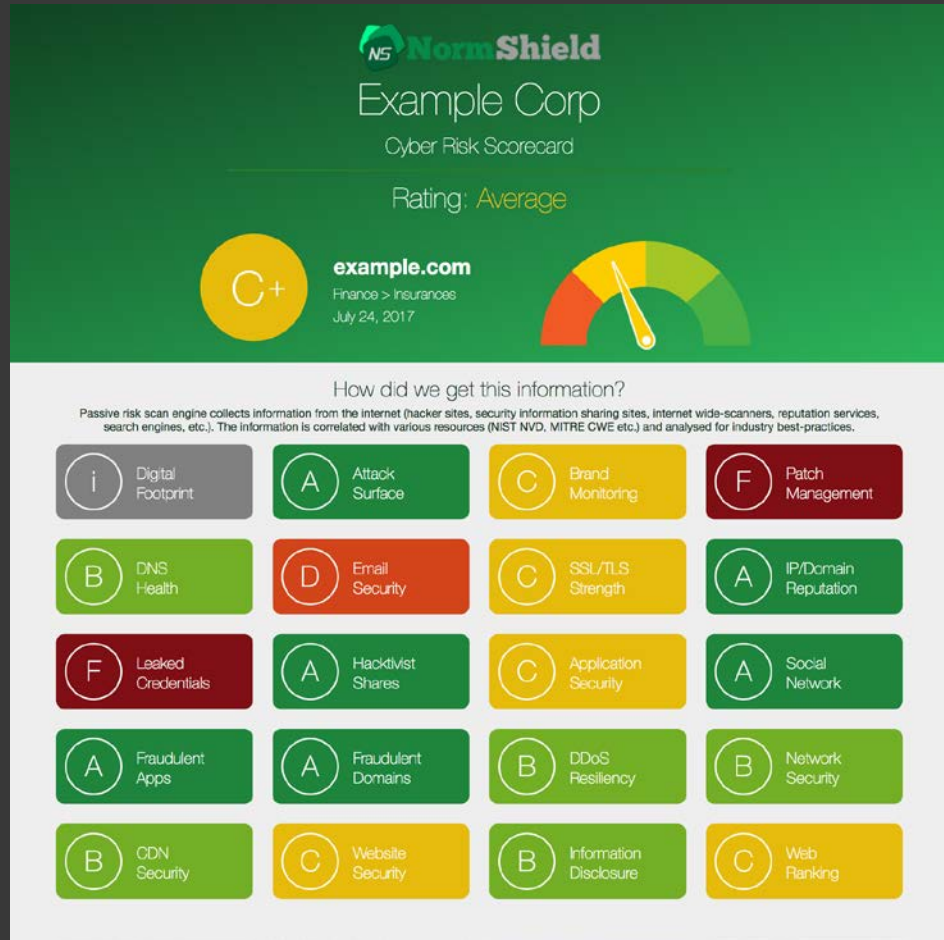 NS NormShield
Example Corp
Cyber Risk Scorecard
Rating: Average
C+
example.com
Finance > Insurances
July 24, 2017
How did we get this information?
Passive risk scan engine collects information from the internet (hacker sites, security information sharing sites, internet wide-scanners, reputation services,
search engines, etc.). The information is correlated with various resources (NIST NVD, MITRE CWE etc.) and analysed for industry best-practices.
i Digital
Footprint
A Attack
Surface
C Brand
Monitoring
F Patch
Management
B DNS
Health
D Email
Security
C SSL/TLS
Strength
A IP/Domain
Reputation
F Leaked
Credentials
A Hacktivist
Shares
C Application
Security
A Social
Network
A Fraudulent
Apps
A Fraudulent
Domains
B DDoS
Resiliency
B Network
Security
B CDN
Security
C Website
Security
B Information
Disclosure
C Web
Ranking